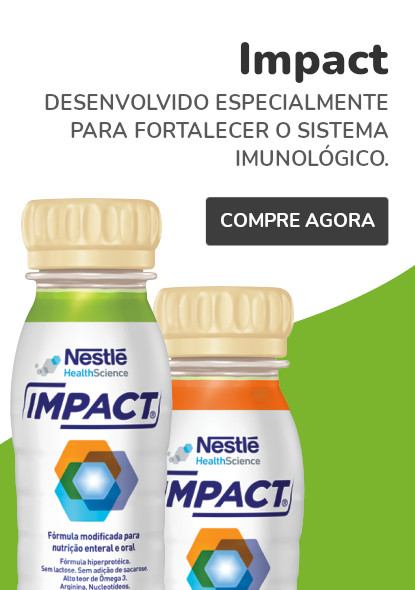 Impact
DESENVOLVIDO ESPECIALMENTE
PARA FORTALECER O SISTEMA
IMUNOLÓGICO.
COMPRE AGORA
Nestlé
HealthScience
IMPACT®
Fórmula modificada para
nutrição enteral e oral
Fórmula hiperprotéica.
Sem lactose. Sem adição de sacarose.
Alto teor de Ômega 3.
Arginina, Nucleotídeos.
Nestlé
HealthScience
IMPACT®